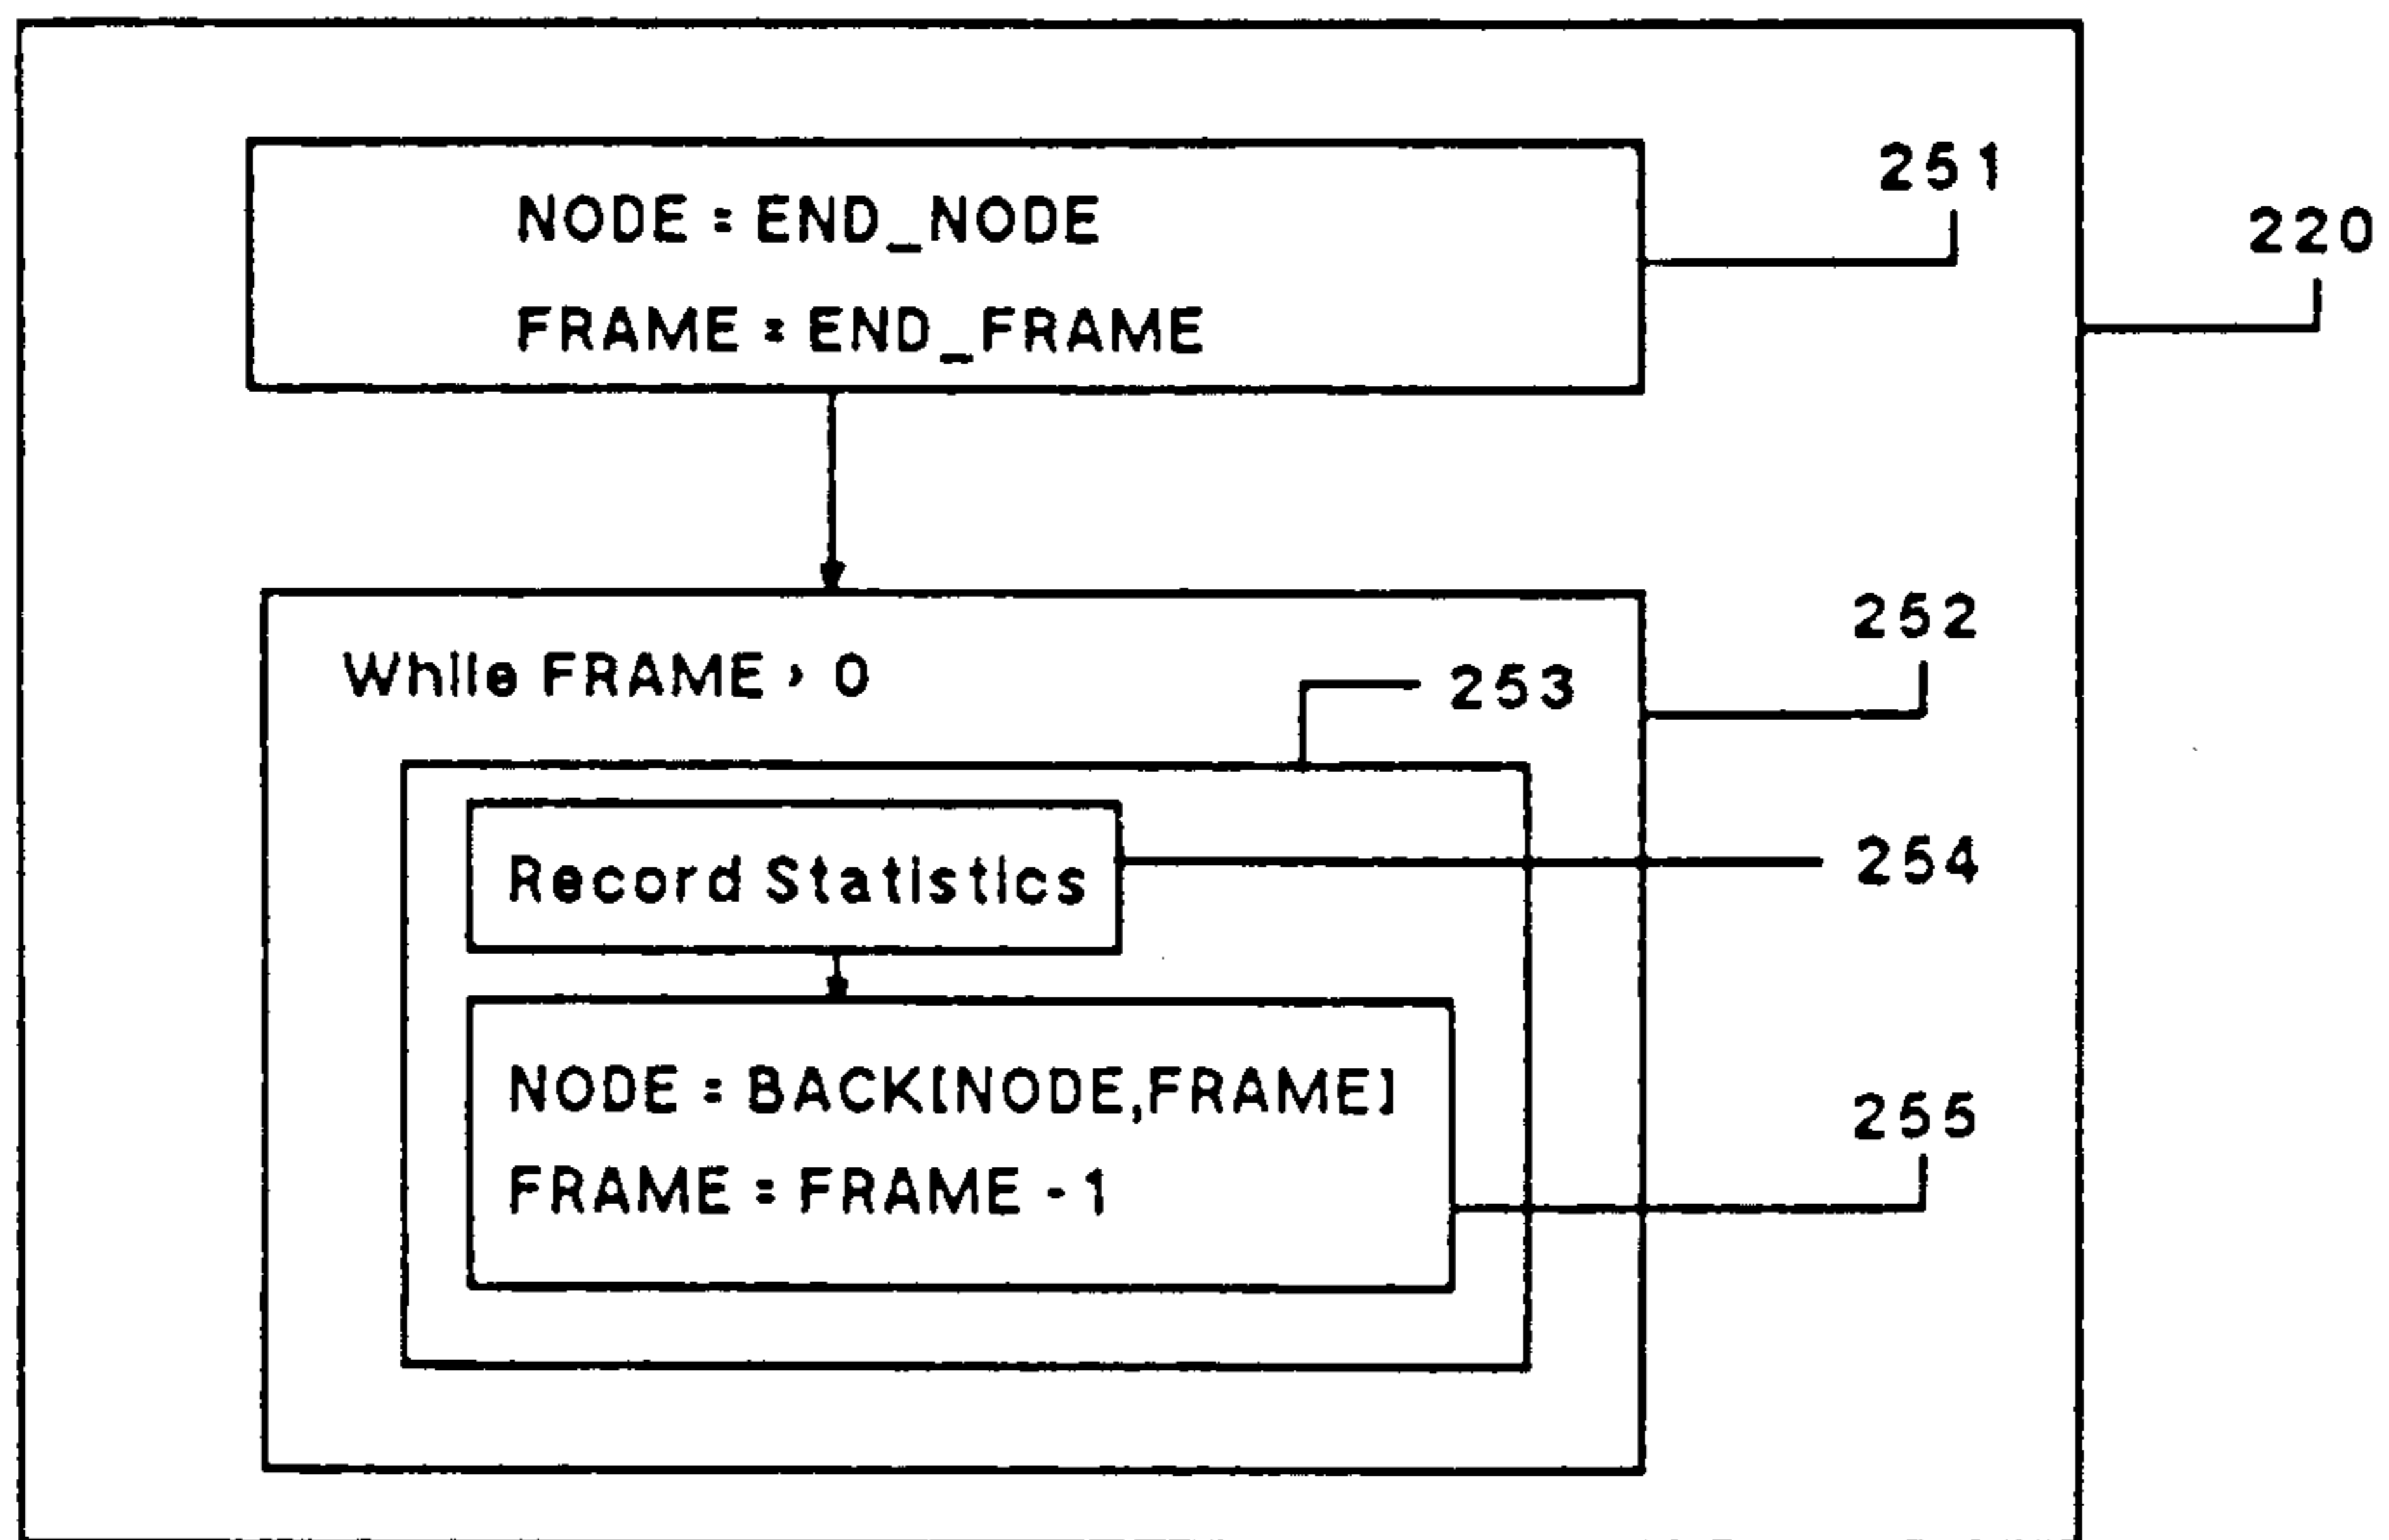 NODE = END_NODE
FRAME = END_FRAME
251
220
While FRAME > 0
252
253
Record Statistics
254
NODE = BACK[NODE,FRAME]
FRAME = FRAME - 1
255